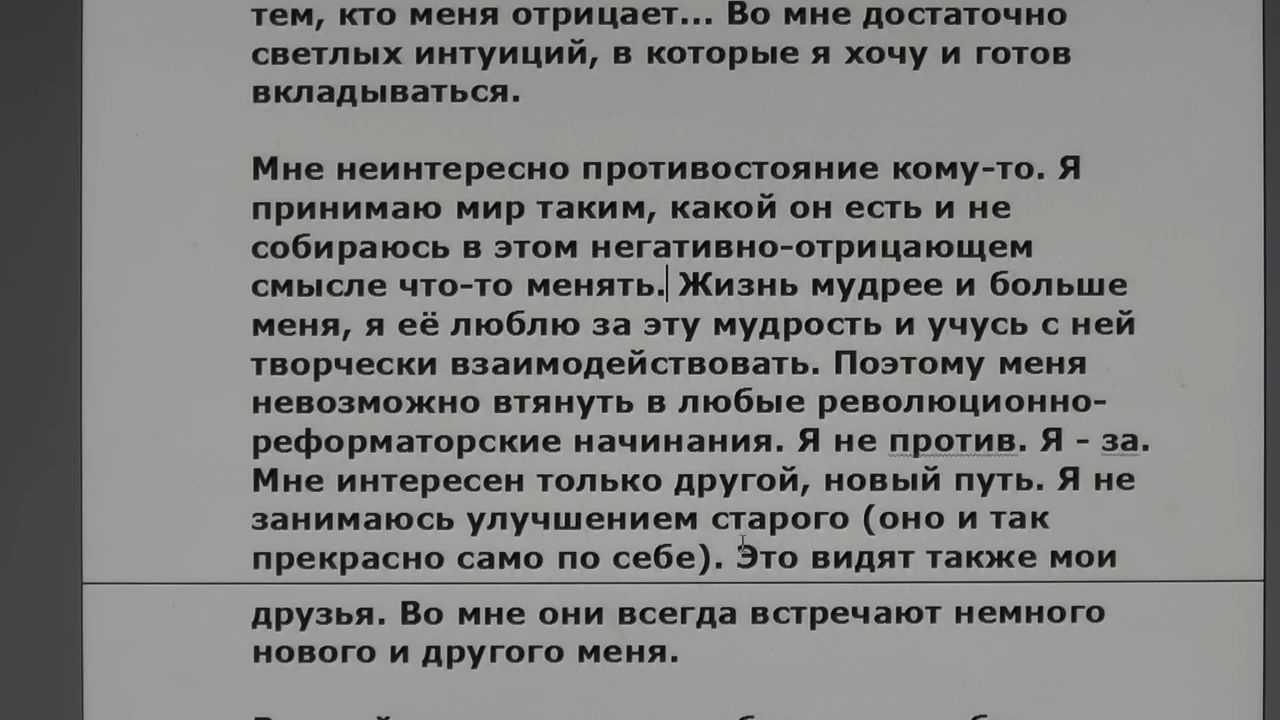 тем, кто меня отрицает... Во мне достаточно
светлых интуиций, в которые я хочу и готов
вкладываться.
Мне неинтересно противостояние кому-то. Я
принимаю мир таким, какой он есть и не
собираюсь в этом негативно-отрицающем
смысле что-то менять. Жизнь мудрее и больше
меня, я её люблю за эту мудрость и учусь с ней
творчески взаимодействовать. Поэтому меня
невозможно втянуть в любые революционно-
реформаторские начинания. Я не против. Я - за.
Мне интересен только другой, новый путь. Я не
занимаюсь улучшением старого (оно и так
прекрасно само по себе). Это видят также мои
друзья. Во мне они всегда встречают немного
нового и другого меня.